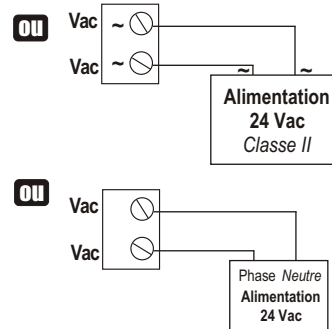 ou
Vac ~
Vac ~
~ ~
Alimentation
24 Vac
Classe II
ou
Vac
Vac
Phase Neutre
Alimentation
24 Vac